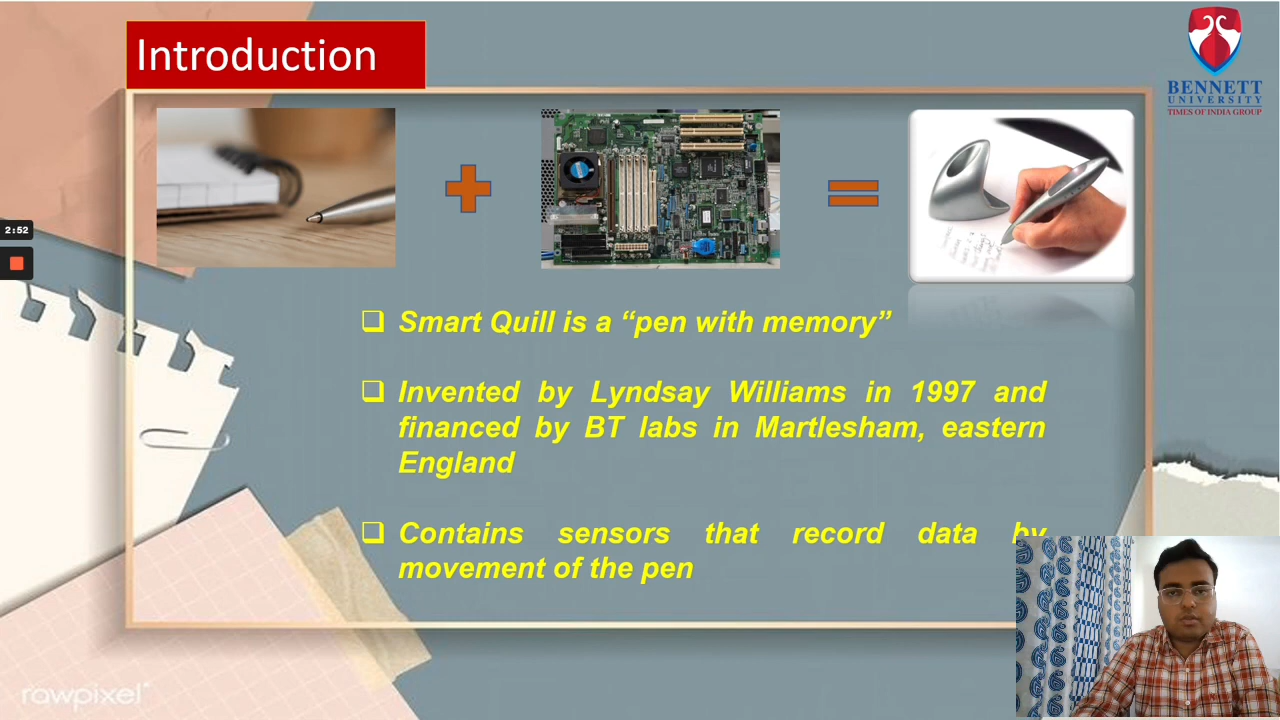 Introduction
BENNETT
UNIVERSITY
TIMES OF INDIA GROUP
2:52
❑ Smart Quill is a “pen with memory”
❑ Invented by Lyndsay Williams in 1997 and
financed by BT labs in Martlesham, eastern
England
❑ Contains sensors that record data by
movement of the pen
rawpixel